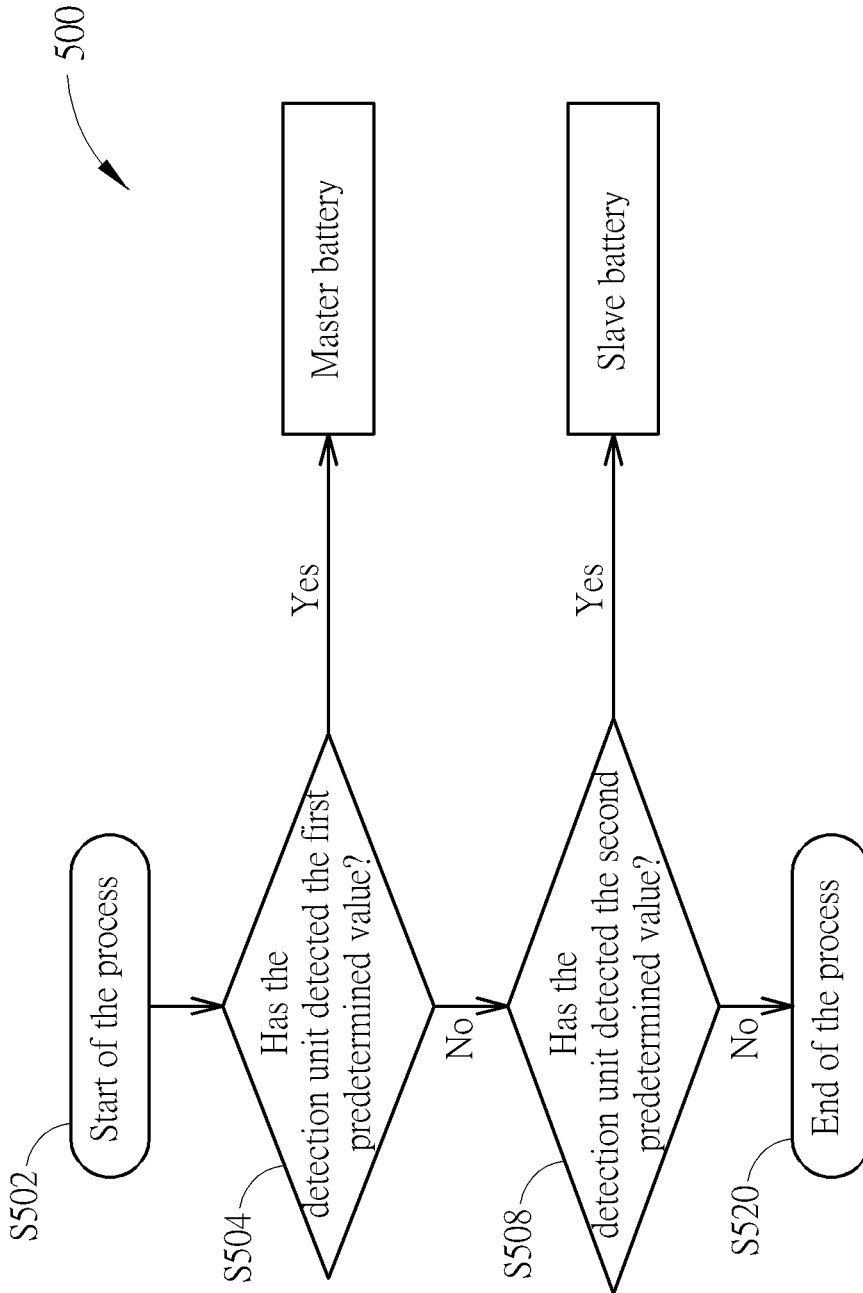 500
S502
Start of the process
S504
Has the
detection unit detected the first
predetermined value?
Yes
Master battery
No
S508
Has the
detection unit detected the second
predetermined value?
Yes
Slave battery
No
S520
End of the process